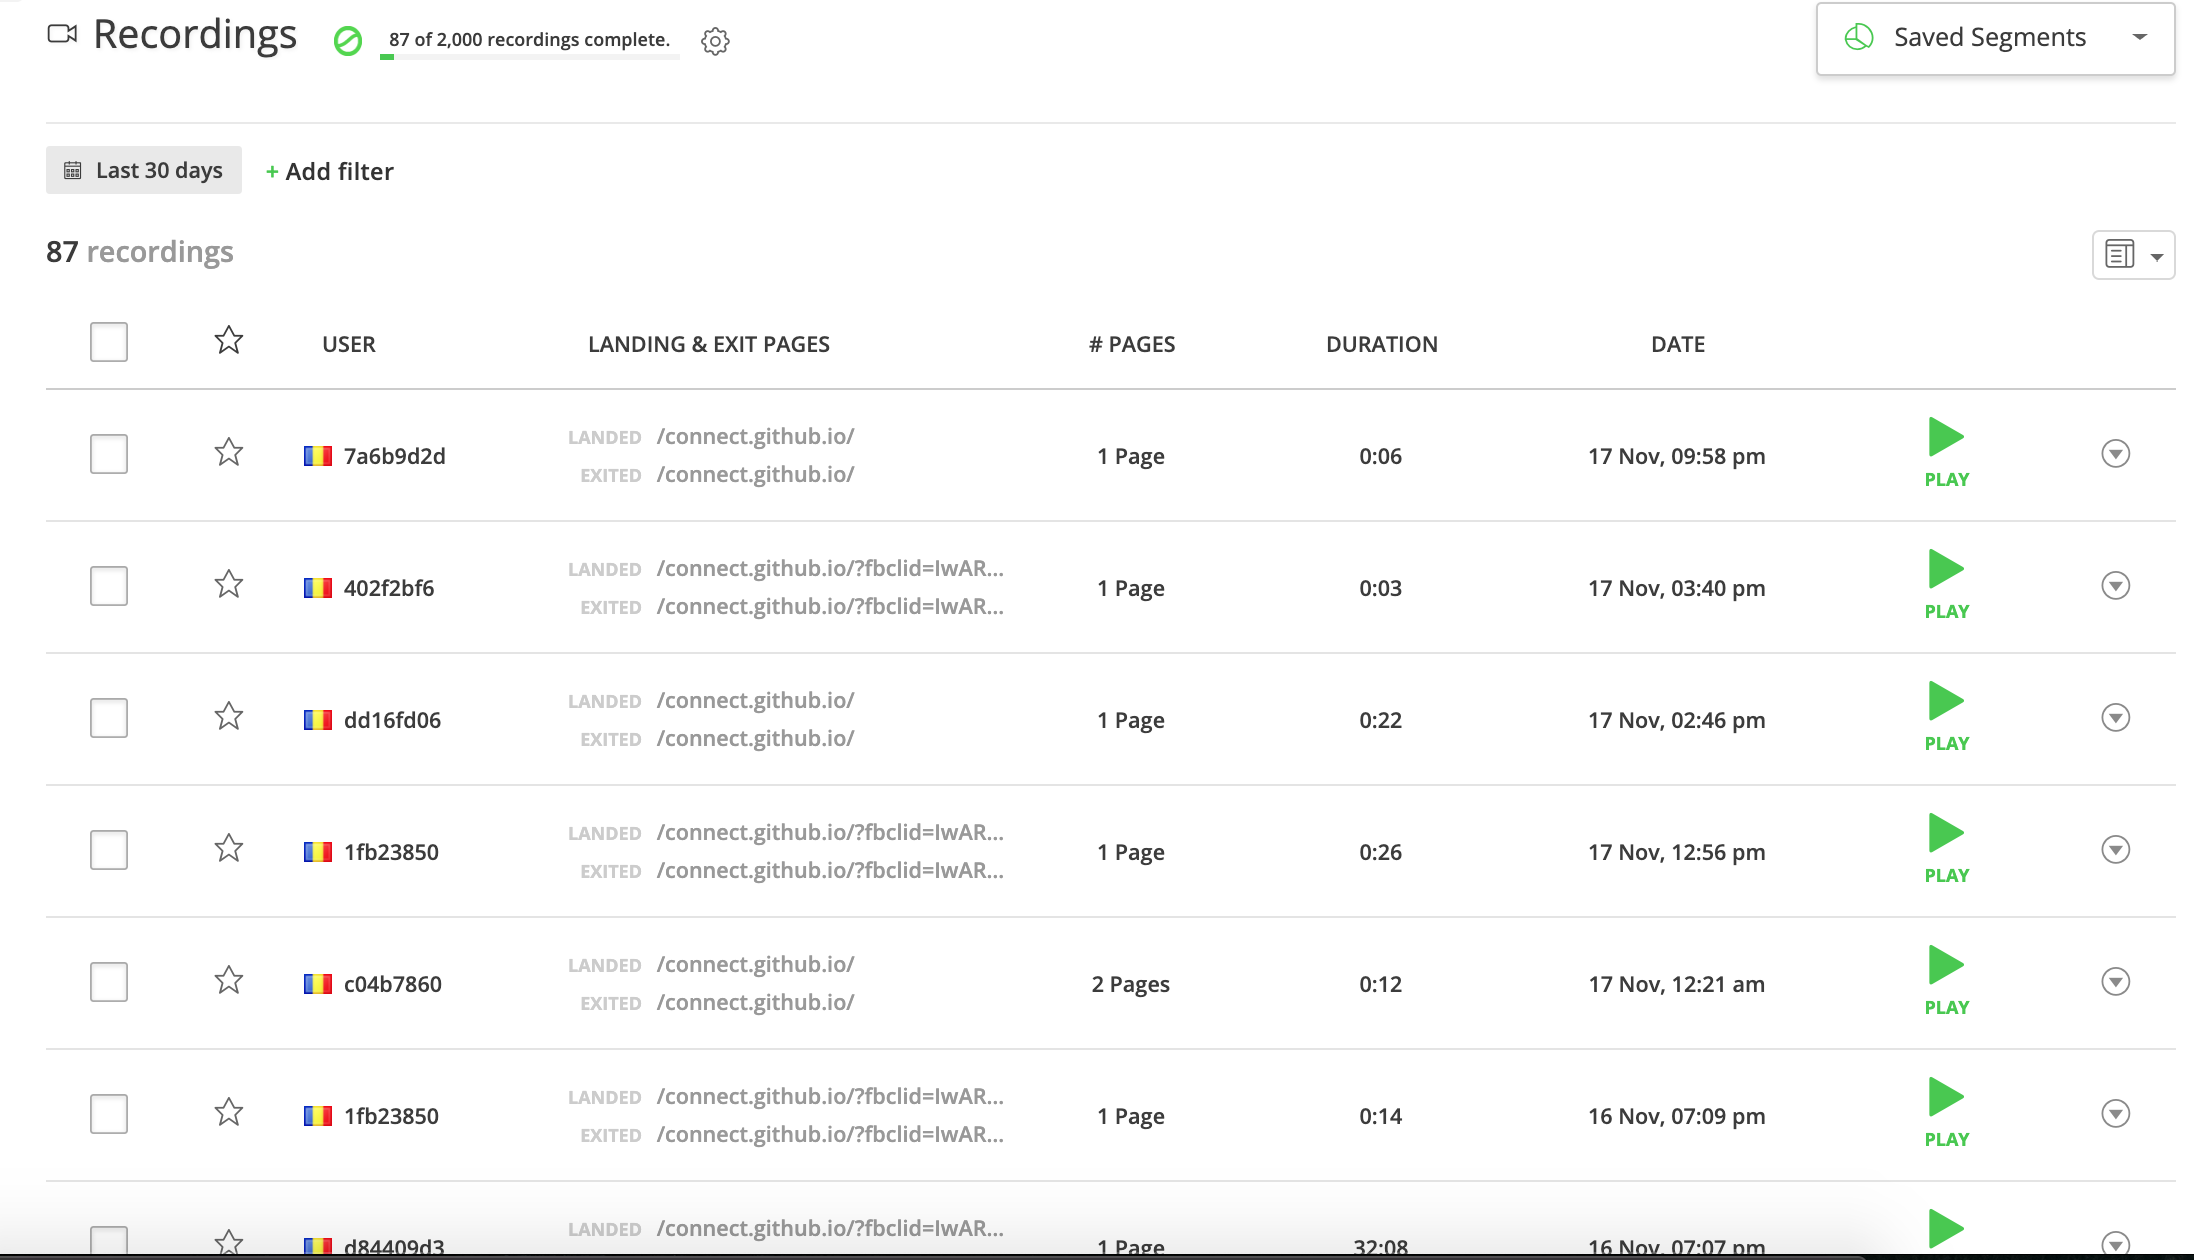 Recordings
87 of 2,000 recordings complete.
Saved Segments
Last 30 days
+ Add filter
87 recordings
USER LANDING & EXIT PAGES # PAGES DURATION DATE
LANDED /connect.github.io/
7a6b9d2d 1 Page 0:06 17 Nov, 09:58 pm
EXITED /connect.github.io/
PLAY
LANDED /connect.github.io/?fbclid=IwAR...
402f2bf6 1 Page 0:03 17 Nov, 03:40 pm
EXITED /connect.github.io/?fbclid=IwAR...
PLAY
LANDED /connect.github.io/
dd16fd06 1 Page 0:22 17 Nov, 02:46 pm
EXITED /connect.github.io/
PLAY
LANDED /connect.github.io/?fbclid=IwAR...
1fb23850 1 Page 0:26 17 Nov, 12:56 pm
EXITED /connect.github.io/?fbclid=IwAR...
PLAY
LANDED /connect.github.io/
c04b7860 2 Pages 0:12 17 Nov, 12:21 am
EXITED /connect.github.io/
PLAY
LANDED /connect.github.io/?fbclid=IwAR...
1fb23850 1 Page 0:14 16 Nov, 07:09 pm
EXITED /connect.github.io/?fbclid=IwAR...
PLAY
LANDED /connect.github.io/?fbclid=IwAR...
d84409d3 1 Page 32:08 16 Nov, 07:07 pm